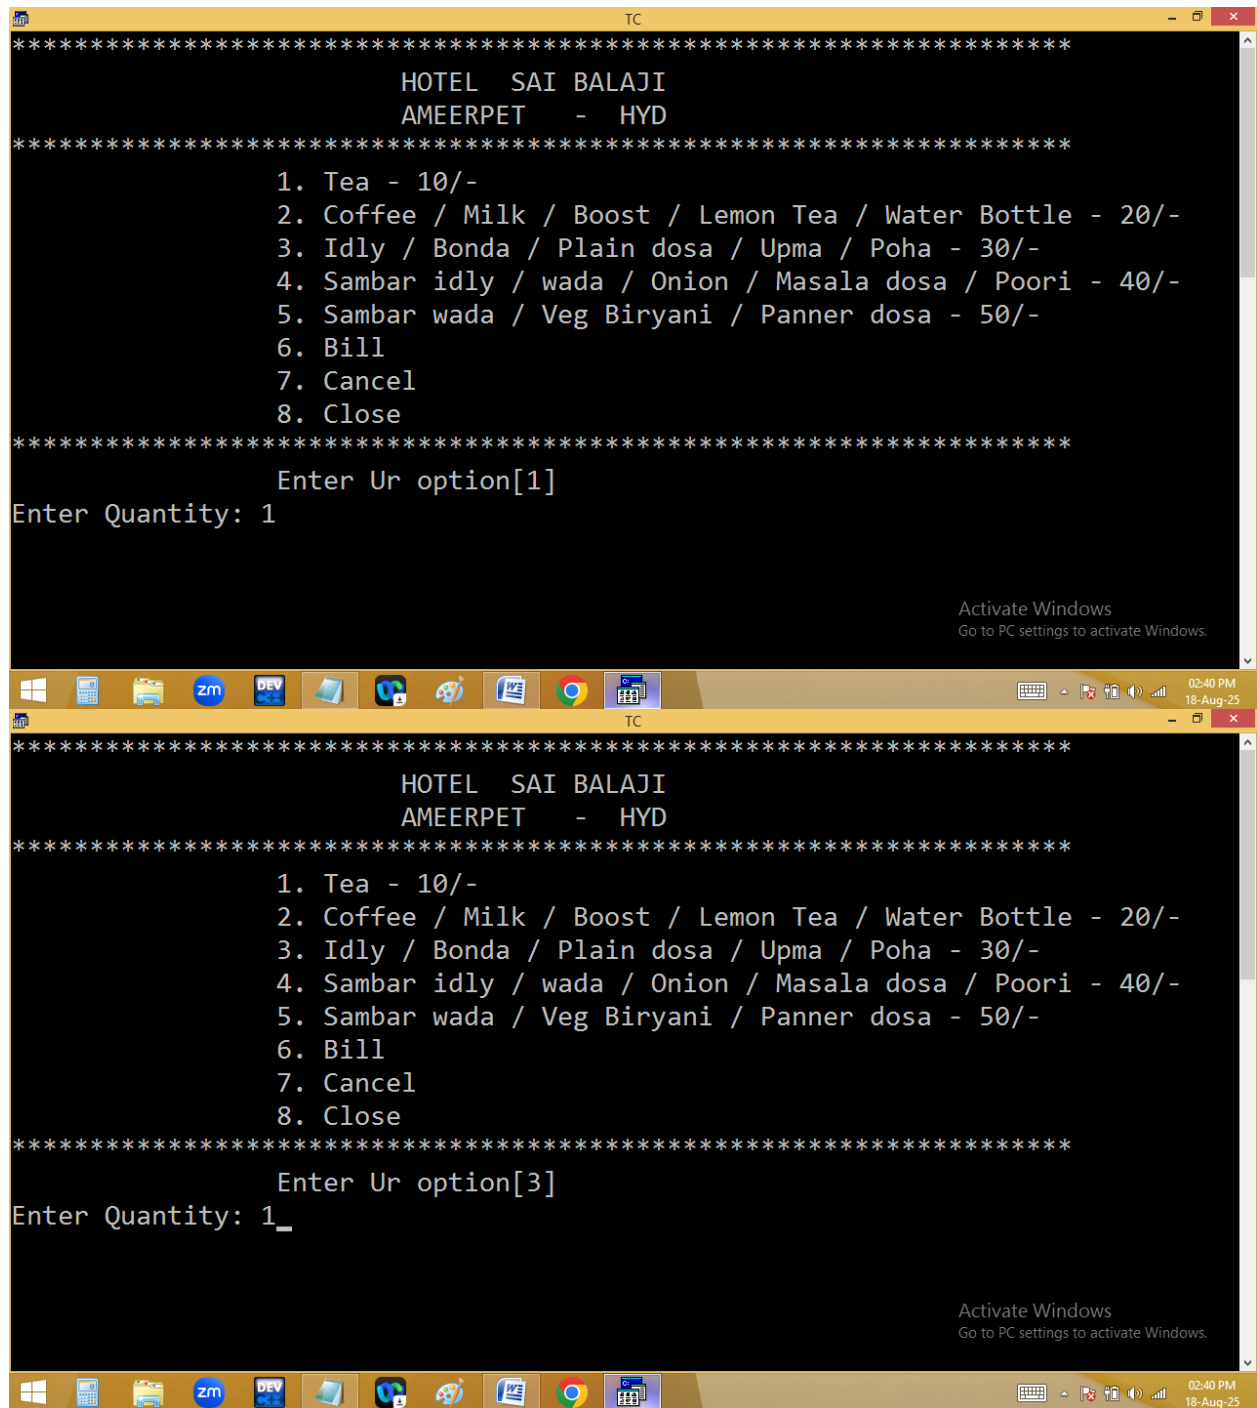 TC
********************************************************************
HOTEL  SAI BALAJI
AMEERPET   -  HYD
********************************************************************
1. Tea - 10/-
2. Coffee / Milk / Boost / Lemon Tea / Water Bottle - 20/-
3. Idly / Bonda / Plain dosa / Upma / Poha - 30/-
4. Sambar idly / wada / Onion / Masala dosa / Poori - 40/-
5. Sambar wada / Veg Biryani / Panner dosa - 50/-
6. Bill
7. Cancel
8. Close
********************************************************************
Enter Ur option[1]
Enter Quantity: 1
Activate Windows
Go to PC settings to activate Windows.
zm
DEV
C++
02:40 PM
18-Aug-25
TC
********************************************************************
HOTEL  SAI BALAJI
AMEERPET   -  HYD
********************************************************************
1. Tea - 10/-
2. Coffee / Milk / Boost / Lemon Tea / Water Bottle - 20/-
3. Idly / Bonda / Plain dosa / Upma / Poha - 30/-
4. Sambar idly / wada / Onion / Masala dosa / Poori - 40/-
5. Sambar wada / Veg Biryani / Panner dosa - 50/-
6. Bill
7. Cancel
8. Close
********************************************************************
Enter Ur option[3]
Enter Quantity: 1_
Activate Windows
Go to PC settings to activate Windows.
zm
DEV
C++
02:40 PM
18-Aug-25